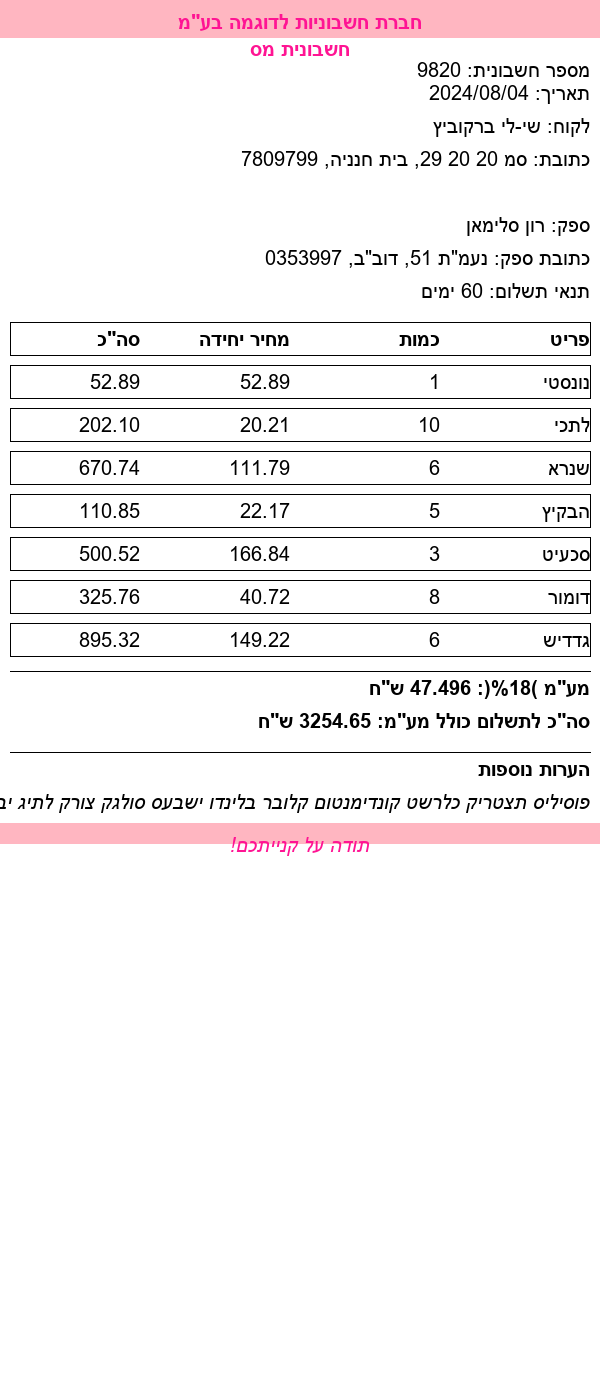 חברת חשבוניות לדוגמה בע"מ
חשבונית מס
מספר חשבונית: 9820
תאריך: 2024/08/04
לקוח: שי-לי ברקוביץ
כתובת: סמ 20 20 29, בית חנניה, 7809799
ספק: רון סלימאן
כתובת ספק: נעמ"ת 51, דוב"ב, 0353997
תנאי תשלום: 60 ימים
פריט כמות מחיר יחידה סה"כ
נונסטי 1 52.89 52.89
לתכי 10 20.21 202.10
שנרא 6 111.79 670.74
הבקיץ 5 22.17 110.85
סכעיט 3 166.84 500.52
דומור 8 40.72 325.76
גדדיש 6 149.22 895.32
מע"מ )18%(: 47.496 ש"ח
סה"כ לתשלום כולל מע"מ: 3254.65 ש"ח
הערות נוספות
פוסיליס תצטריק כלרשט קונדימנטום קלובר בלינדו ישבעס סולגק צורק לתיג
תודה על קנייתכם!